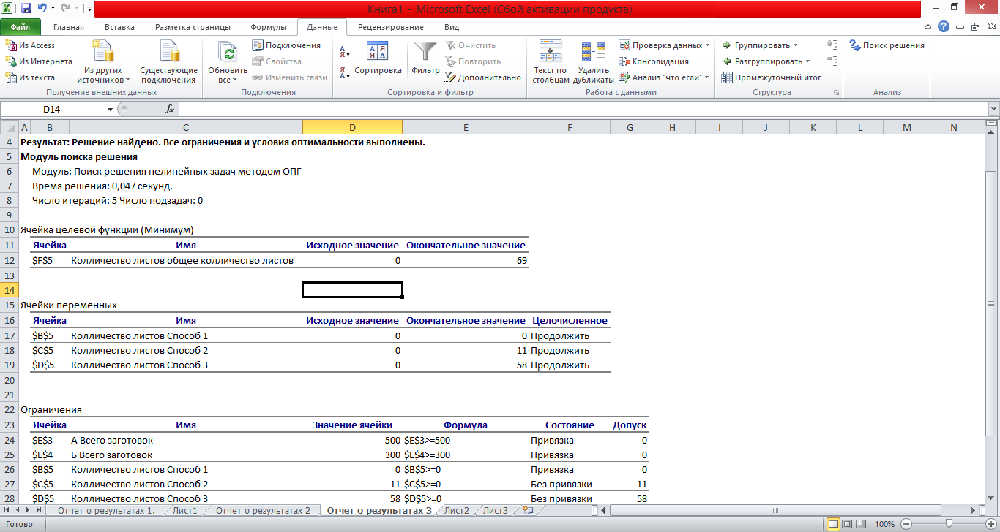 Книга1 - Microsoft Excel (Сбой активации продукта)
Файл Главная Вставка Разметка страницы Формулы Данные Рецензирование Вид
Из Access
Из Интернета
Из текста
Из других источников
Существующие подключения
Получение внешних данных
Обновить все
Подключения
Свойства
Изменить связи
Подключения
Сортировка
Фильтр
Очистить
Повторить
Дополнительно
Сортировка и фильтр
Текст по столбцам
Удалить дубликаты
Проверка данных
Консолидация
Анализ "что если"
Работа с данными
Группировать
Разгруппировать
Промежуточный итог
Структура
Поиск решения
Анализ
D14 fx
A B C D E F G H I J K L M N
4 Результат: Решение найдено. Все ограничения и условия оптимальности выполнены.
5 Модуль поиска решения
6 Модуль: Поиск решения нелинейных задач методом ОПГ
7 Время решения: 0,047 секунд.
8 Число итераций: 5 Число подзадач: 0
9
10 Ячейка целевой функции (Минимум)
11 Ячейка Имя Исходное значение Окончательное значение
12 $F$5 Колличество листов общее колличество листов 0 69
13
14
15 Ячейки переменных
16 Ячейка Имя Исходное значение Окончательное значение Целочисленное
17 $B$5 Колличество листов Способ 1 0 0 Продолжить
18 $C$5 Колличество листов Способ 2 0 11 Продолжить
19 $D$5 Колличество листов Способ 3 0 58 Продолжить
20
21
22 Ограничения
23 Ячейка Имя Значение ячейки Формула Состояние Допуск
24 $E$3 А Всего заготовок 500 $E$3>=500 Привязка 0
25 $E$4 Б Всего заготовок 300 $E$4>=300 Привязка 0
26 $B$5 Колличество листов Способ 1 0 $B$5>=0 Привязка 0
27 $C$5 Колличество листов Способ 2 11 $C$5>=0 Без привязки 11
28 $D$5 Колличество листов Способ 3 58 $D$5>=0 Без привязки 58
Отчет о результатах 1. Лист1 Отчет о результатах 2 Отчет о результатах 3 Лист2 Лист3
Готово 100%